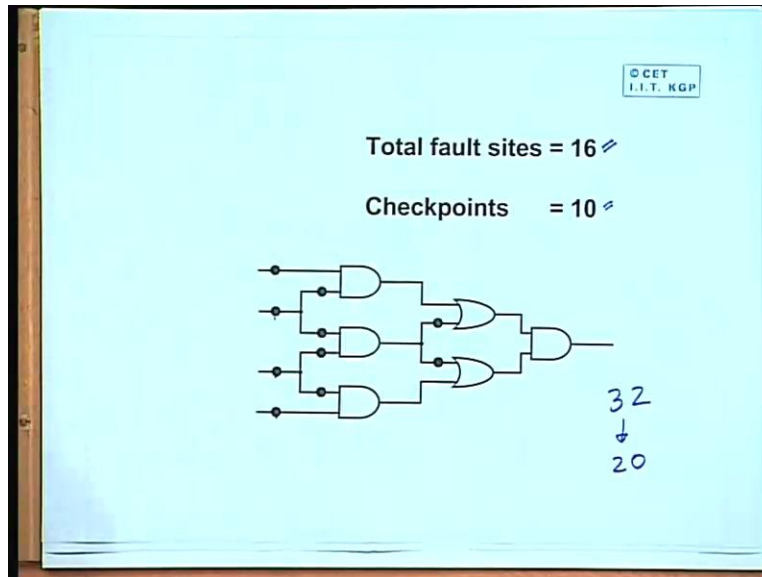 © CET
I.I.T. KGP
Total fault sites = 16
Checkpoints = 10
32
20